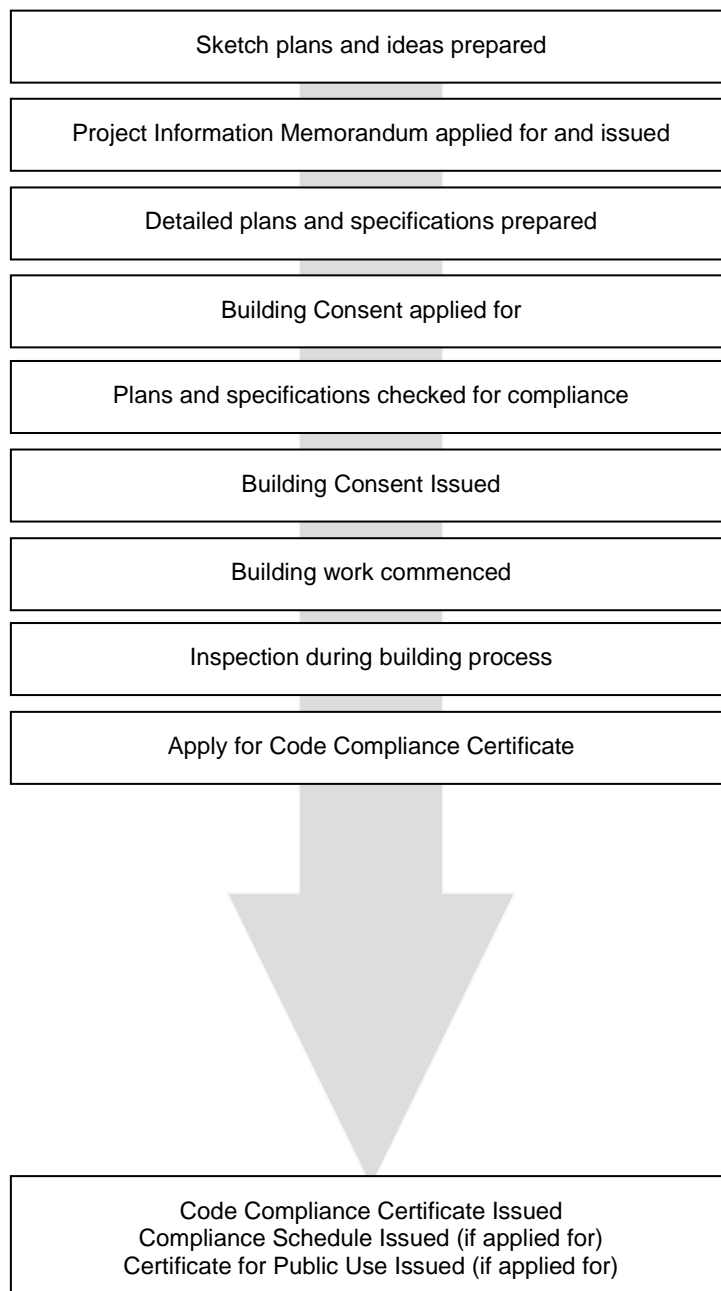 Sketch plans and ideas prepared
Project Information Memorandum applied for and issued
Detailed plans and specifications prepared
Building Consent applied for
Plans and specifications checked for compliance
Building Consent Issued
Building work commenced
Inspection during building process
Apply for Code Compliance Certificate
Code Compliance Certificate Issued
Compliance Schedule Issued (if applied for)
Certificate for Public Use Issued (if applied for)